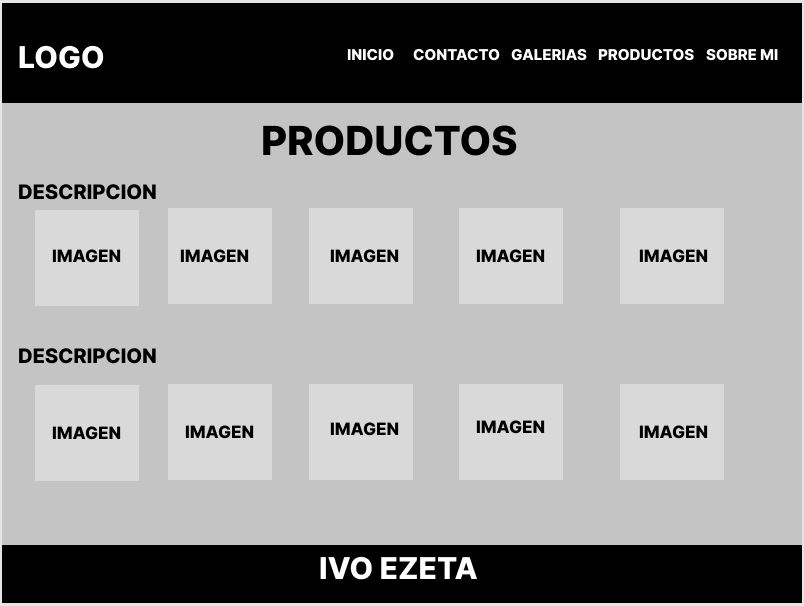 LOGO INICIO CONTACTO GALERIAS PRODUCTOS SOBRE MI
PRODUCTOS
DESCRIPCION
IMAGEN IMAGEN IMAGEN IMAGEN IMAGEN
DESCRIPCION
IMAGEN IMAGEN IMAGEN IMAGEN IMAGEN
IVO EZETA